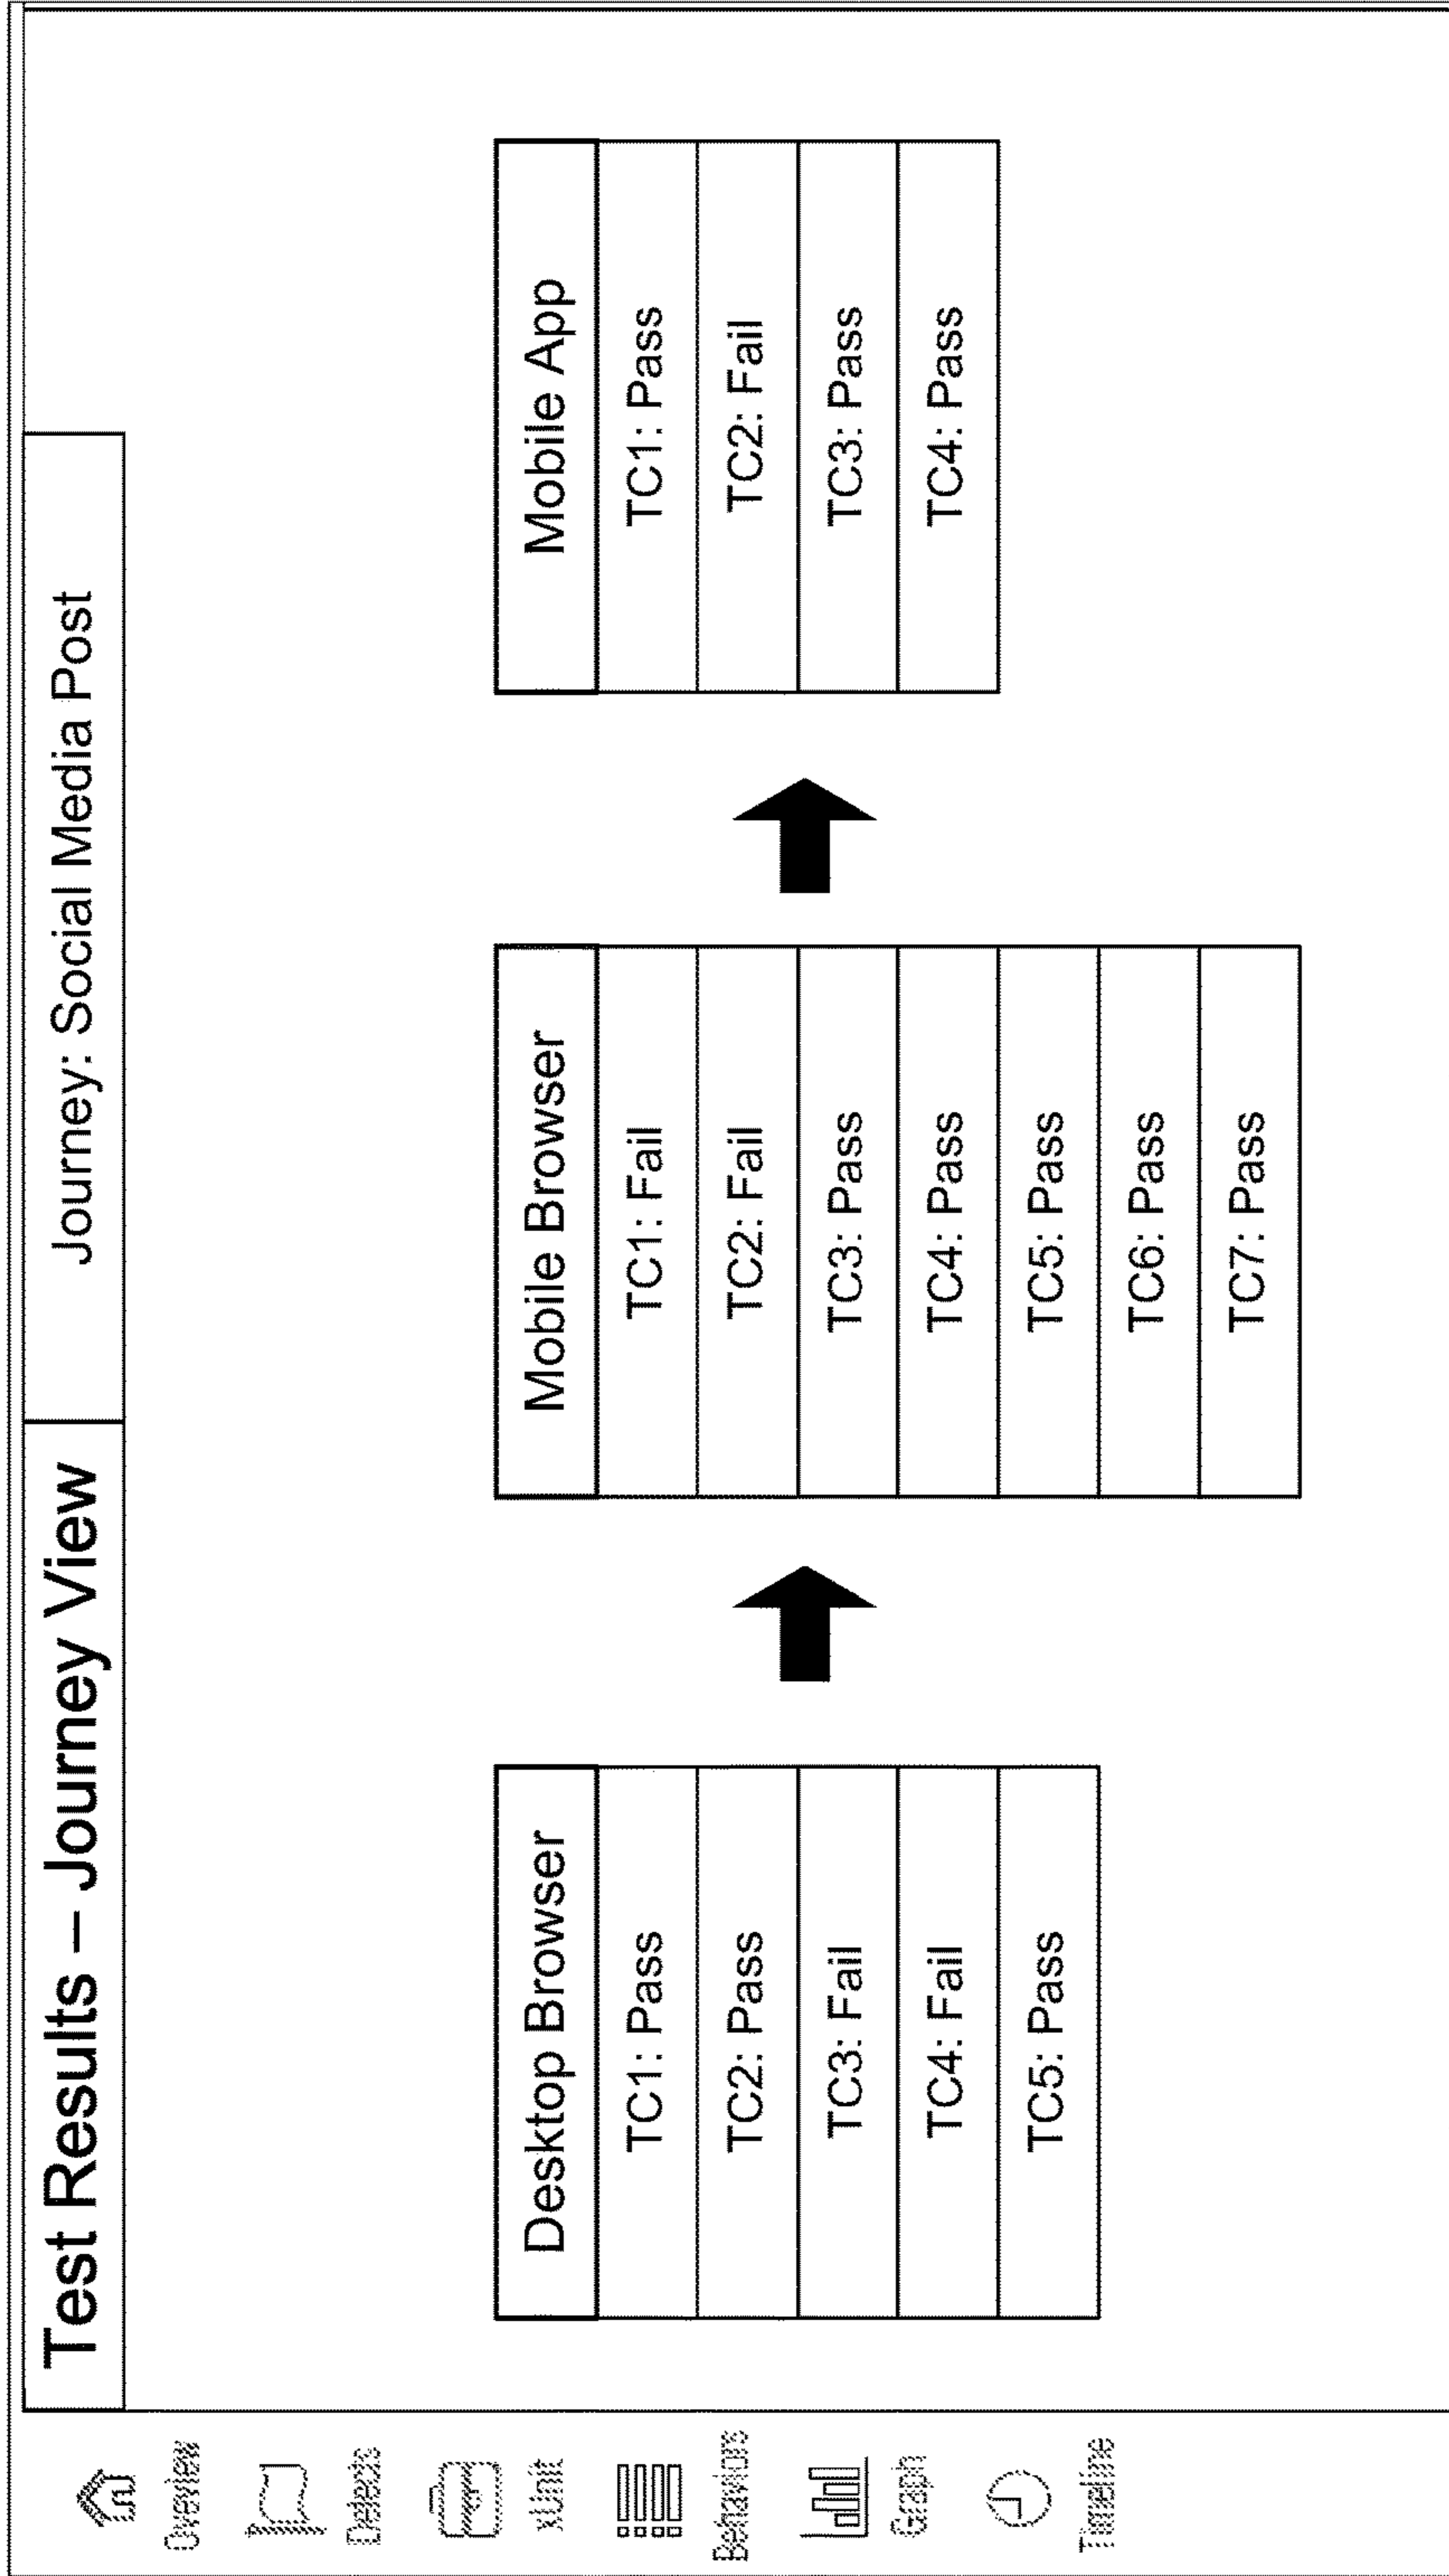 Test Results – Journey View
Journey: Social Media Post
Overview
Defects
xUnit
Behaviors
Graph
Timeline
Desktop Browser
TC1: Pass
TC2: Pass
TC3: Fail
TC4: Fail
TC5: Pass
Mobile Browser
TC1: Fail
TC2: Fail
TC3: Pass
TC4: Pass
TC5: Pass
TC6: Pass
TC7: Pass
Mobile App
TC1: Pass
TC2: Fail
TC3: Pass
TC4: Pass